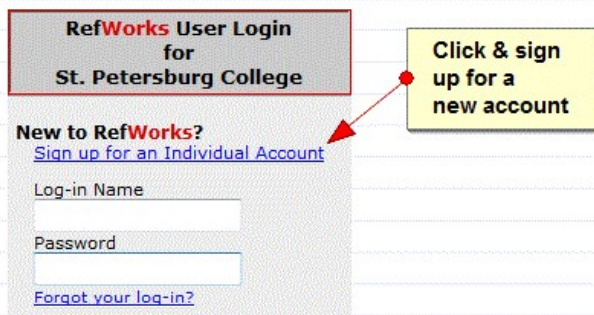 RefWorks User Login
for
St. Petersburg College
New to RefWorks?
Sign up for an Individual Account
Log-in Name
Password
Forgot your log-in?
Click & sign
up for a
new account